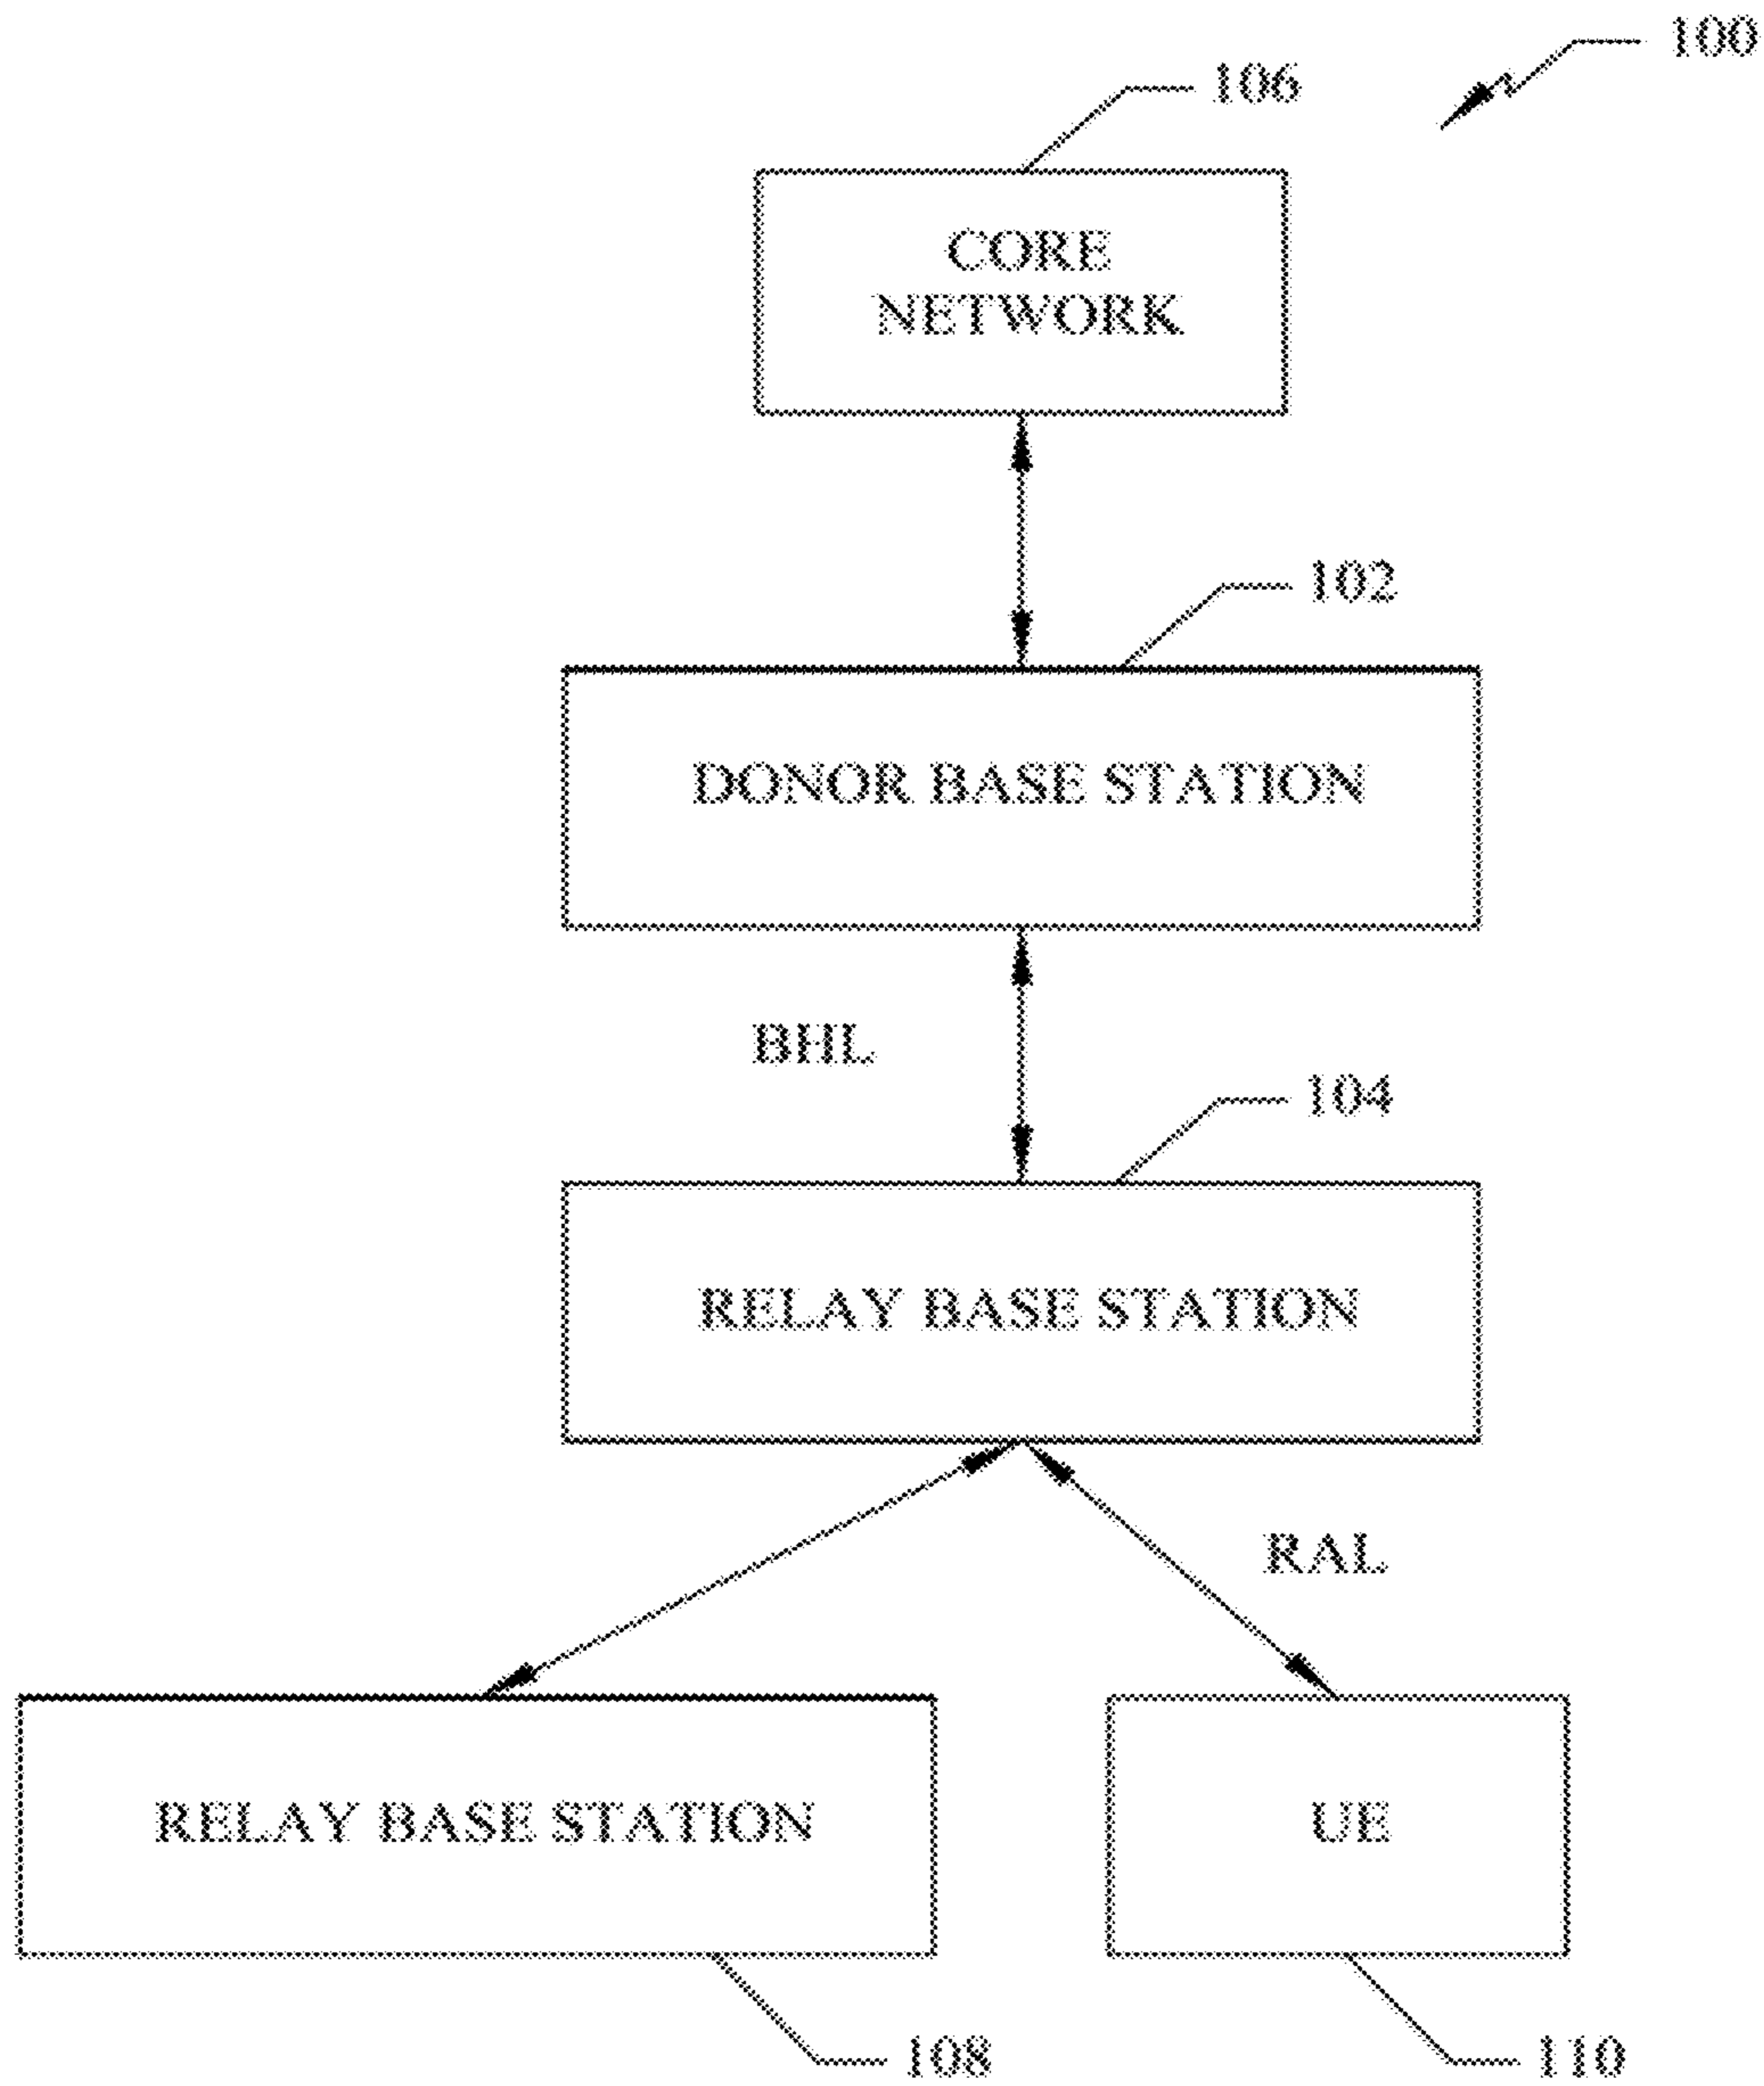 100
106
CORE
NETWORK
102
DONOR BASE STATION
BHL
104
RELAY BASE STATION
RAL
RELAY BASE STATION
UE
108
110